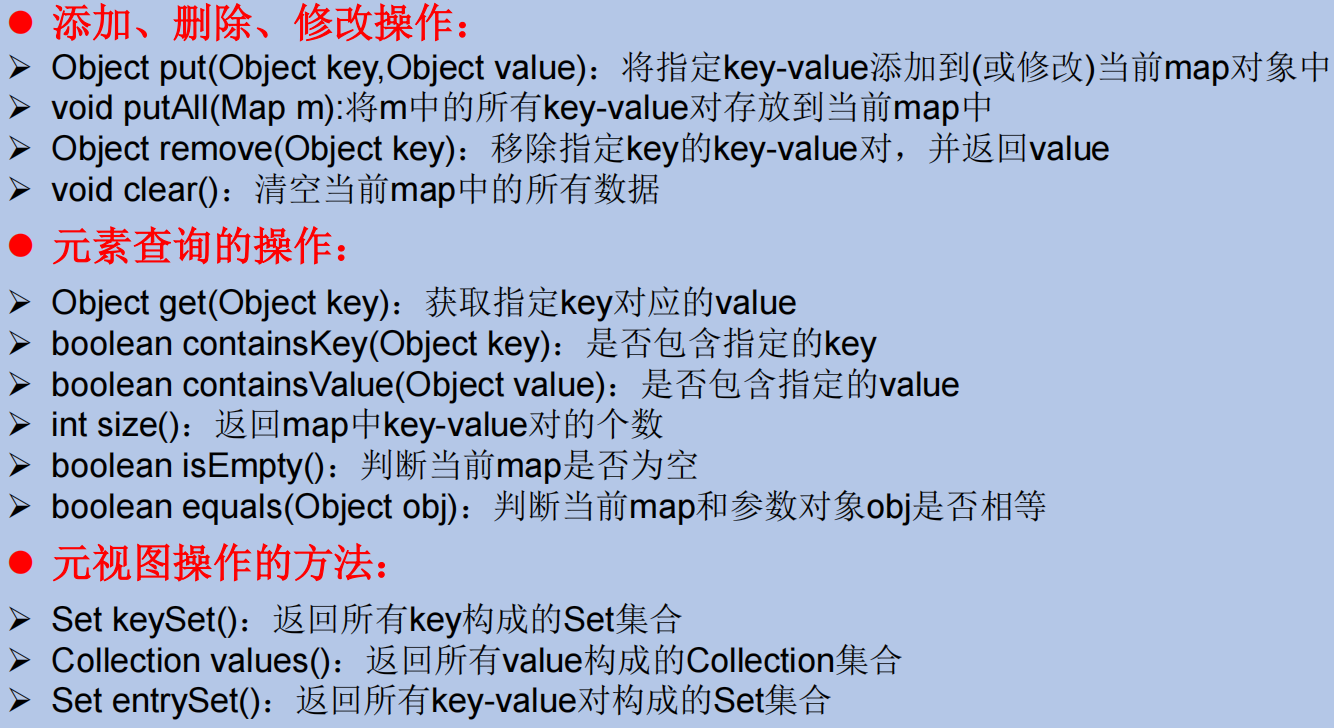 ● 添加、删除、修改操作：
➢ Object put(Object key,Object value)：将指定key-value添加到(或修改)当前map对象中
➢ void putAll(Map m):将m中的所有key-value对存放到当前map中
➢ Object remove(Object key)：移除指定key的key-value对，并返回value
➢ void clear()：清空当前map中的所有数据
● 元素查询的操作：
➢ Object get(Object key)：获取指定key对应的value
➢ boolean containsKey(Object key)：是否包含指定的key
➢ boolean containsValue(Object value)：是否包含指定的value
➢ int size()：返回map中key-value对的个数
➢ boolean isEmpty()：判断当前map是否为空
➢ boolean equals(Object obj)：判断当前map和参数对象obj是否相等
● 元视图操作的方法：
➢ Set keySet()：返回所有key构成的Set集合
➢ Collection values()：返回所有value构成的Collection集合
➢ Set entrySet()：返回所有key-value对构成的Set集合